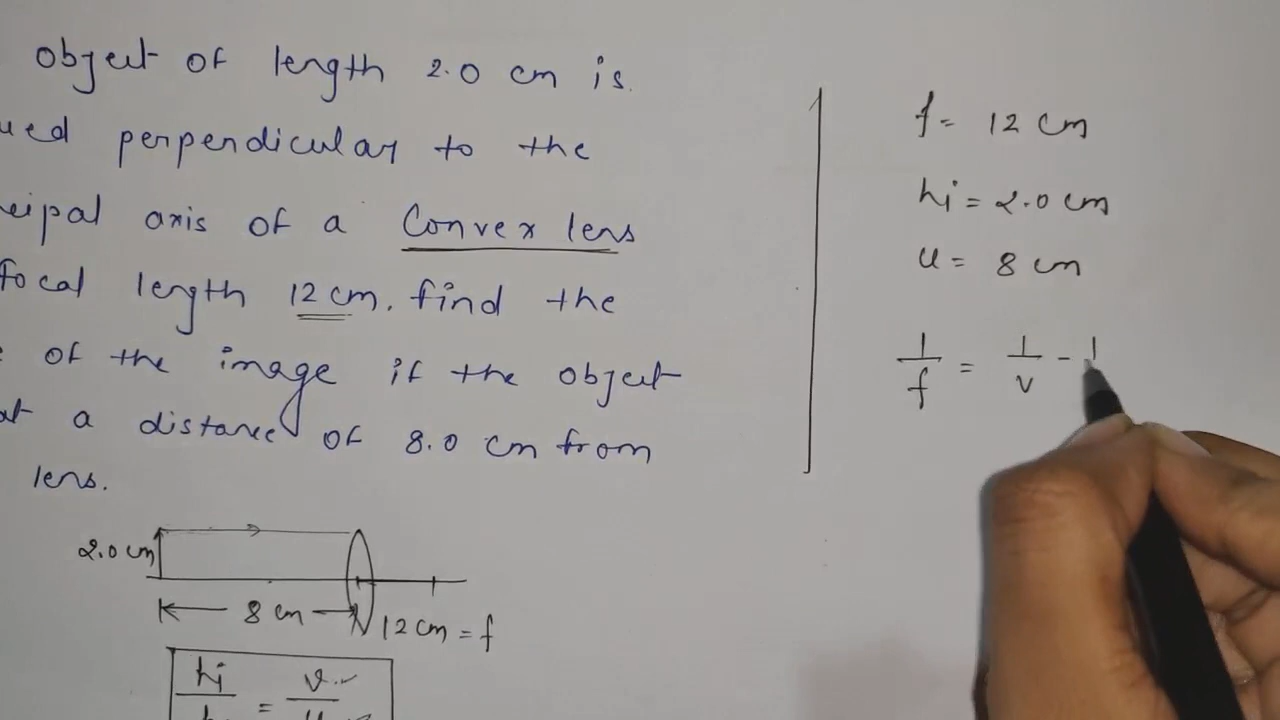 object of length 2.0 cm is
perpendicular to the
axis of a Convex lens
focal length 12 cm. find the
of the image if the object
a distance of 8.0 cm from
lens.
2.0 cm
8 cm
12 cm = f
hi = v
u
f = 12 cm
hi = 2.0 cm
u = 8 cm
1/f = 1/v - 1